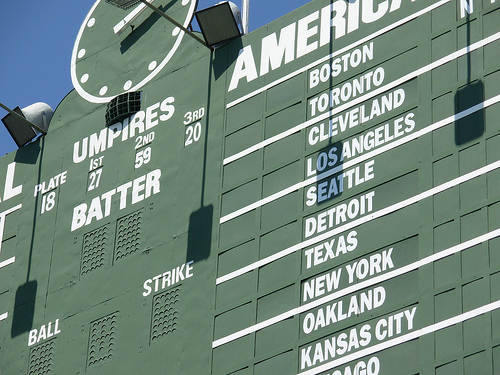 AMERICA
N
BOSTON
TORONTO
CLEVELAND
LOS ANGELES
SEATTLE
DETROIT
TEXAS
NEW YORK
OAKLAND
KANSAS CITY
CAGO
L
UMPIRES
PLATE 1ST 2ND 3RD
18 27 59 20
BATTER
BALL STRIKE